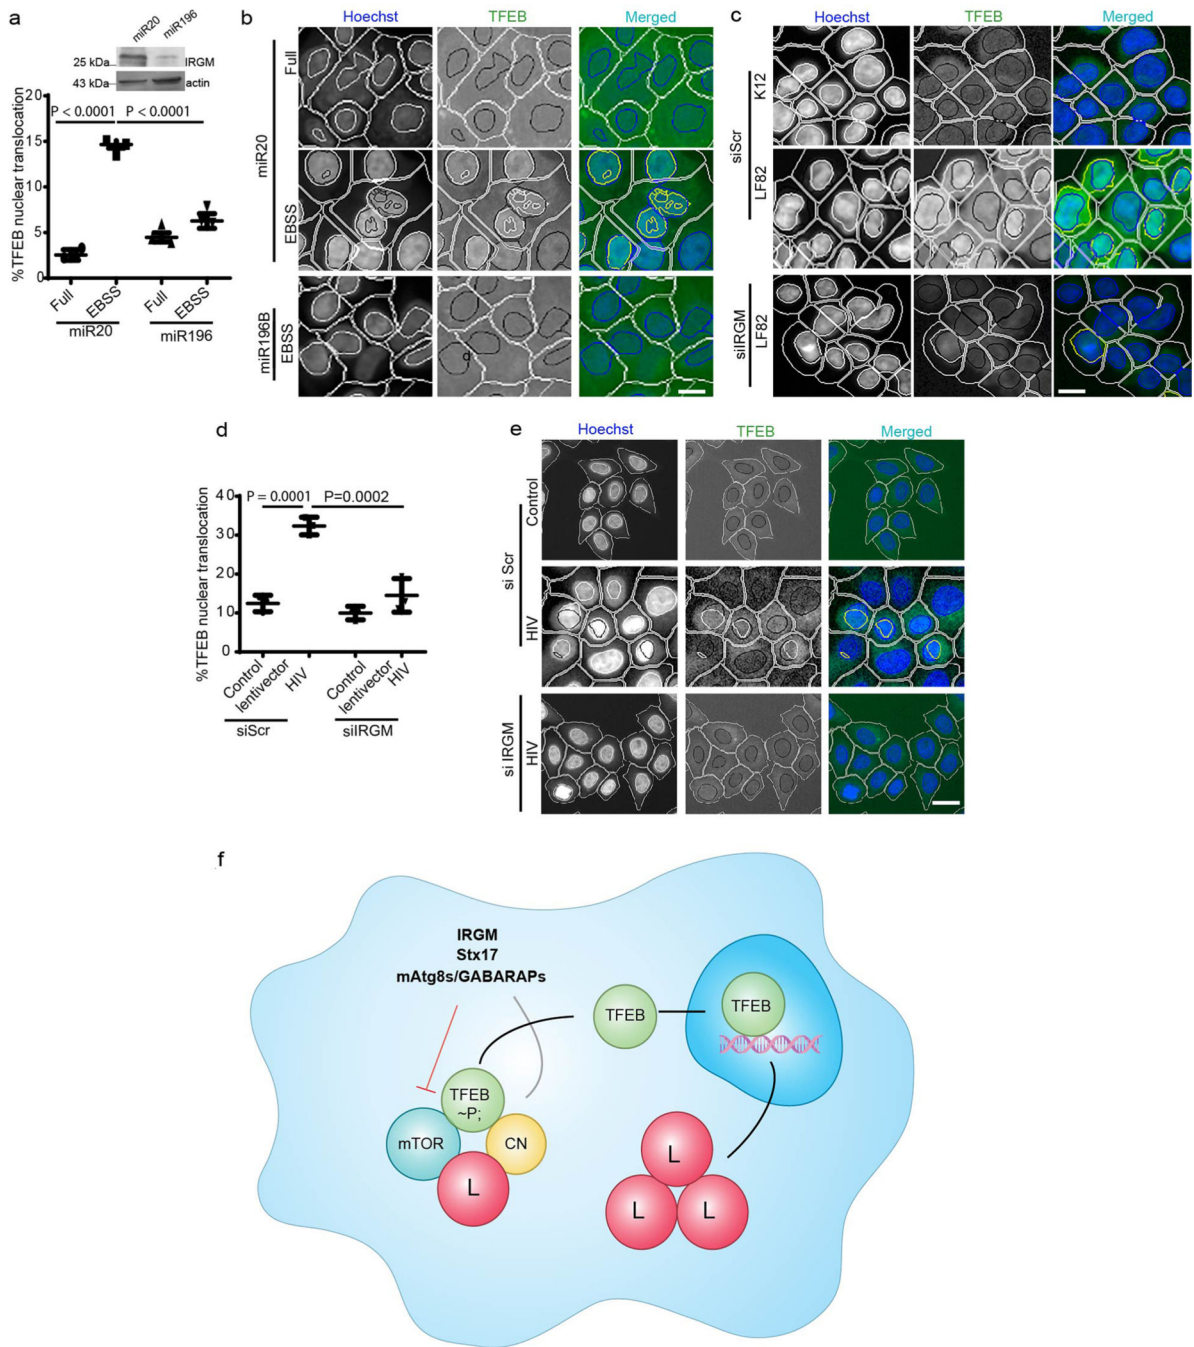 a
miR20
miR196
25 kDa
IRGM
43 kDa
actin
P < 0.0001
P < 0.0001
%TFEB nuclear translocation
20
15
10
5
0
Full
EBSS
Full
EBSS
miR20
miR196
b
Hoechst
TFEB
Merged
miR20
Full
EBSS
miR196B
EBSS
d
c
Hoechst
TFEB
Merged
siScr
K12
LF82
siIRGM
LF82
d
%TFEB nuclear translocation
P = 0.0001
P=0.0002
40
30
20
10
0
Control
lentivector
HIV
Control
lentivector
HIV
siScr
siIRGM
e
Hoechst
TFEB
Merged
si Scr
Control
HIV
si IRGM
HIV
f
IRGM
Stx17
mAtg8s/GABARAPs
TFEB
TFEB
TFEB
~P;
mTOR
CN
L
L
L
L